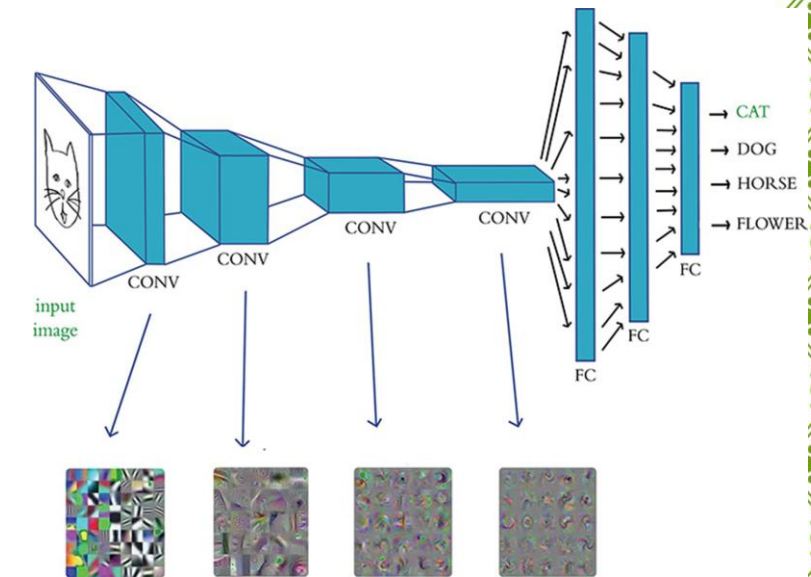 input
image
CONV
CONV
CONV
CONV
FC
FC
FC
CAT
DOG
HORSE
FLOWER